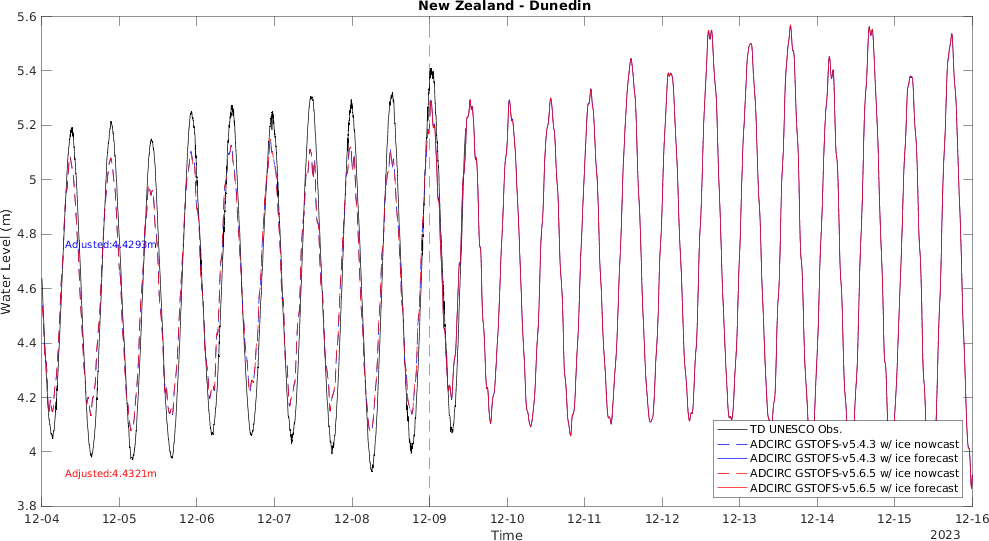 New Zealand - Dunedin
5.6
5.4
5.2
5
4.8
4.6
4.4
4.2
4
3.8
Water Level (m)
Adjusted:4.4293m
Adjusted:4.4321m
TD UNESCO Obs.
ADCIRC GSTOFS-v5.4.3 w/ ice nowcast
ADCIRC GSTOFS-v5.4.3 w/ ice forecast
ADCIRC GSTOFS-v5.6.5 w/ ice nowcast
ADCIRC GSTOFS-v5.6.5 w/ ice forecast
12-04 12-05 12-06 12-07 12-08 12-09 12-10 12-11 12-12 12-13 12-14 12-15 12-16
Time
2023